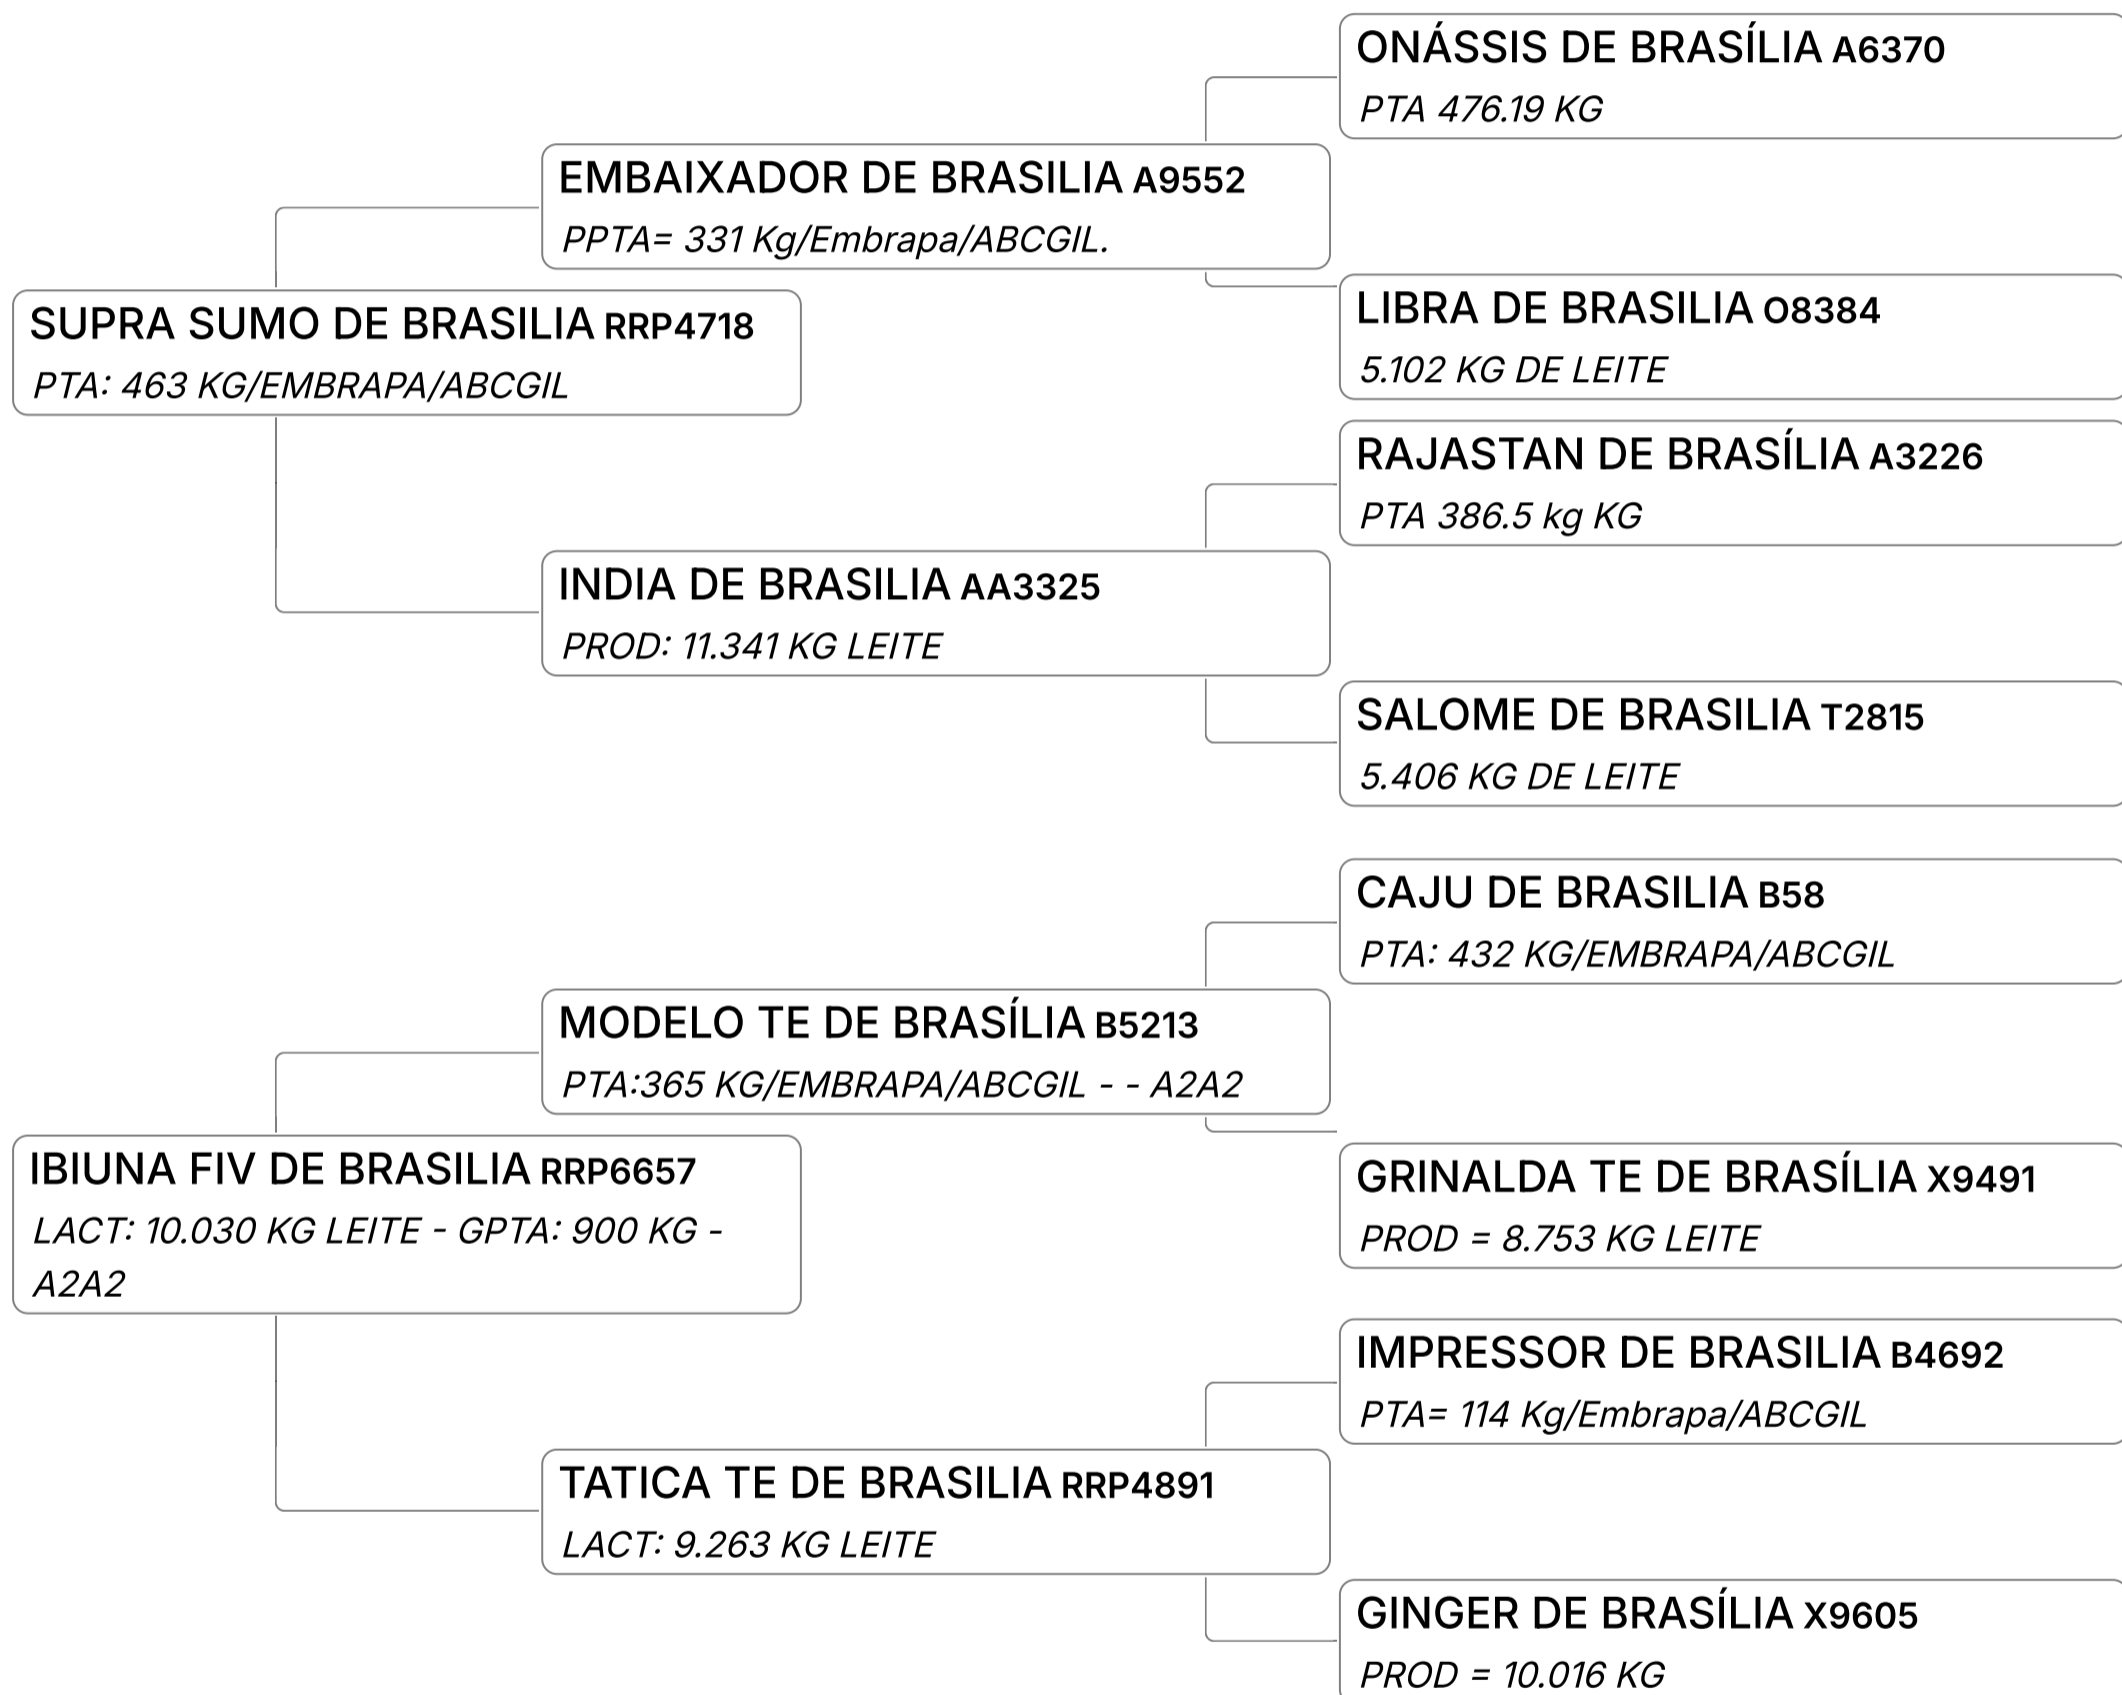 ONÁSSIS DE BRASÍLIA A6370
PTA 476.19 KG
EMBAIXADOR DE BRASILIA A9552
PPTA= 331 Kg/Embrapa/ABCGIL.
LIBRA DE BRASILIA O8384
5.102 KG DE LEITE
SUPRA SUMO DE BRASILIA RRP4718
PTA: 463 KG/EMBRAPA/ABCGIL
RAJASTAN DE BRASÍLIA A3226
PTA 386.5 kg KG
INDIA DE BRASILIA AA3325
PROD: 11.341 KG LEITE
SALOME DE BRASILIA T2815
5.406 KG DE LEITE
CAJU DE BRASILIA B58
PTA: 432 KG/EMBRAPA/ABCGIL
MODELO TE DE BRASÍLIA B5213
PTA:365 KG/EMBRAPA/ABCGIL - - A2A2
GRINALDA TE DE BRASÍLIA X9491
PROD = 8.753 KG LEITE
IBIUNA FIV DE BRASILIA RRP6657
LACT: 10.030 KG LEITE - GPTA: 900 KG -
A2A2
IMPRESSOR DE BRASILIA B4692
PTA= 114 Kg/Embrapa/ABCGIL
TATICA TE DE BRASILIA RRP4891
LACT: 9.263 KG LEITE
GINGER DE BRASÍLIA X9605
PROD = 10.016 KG